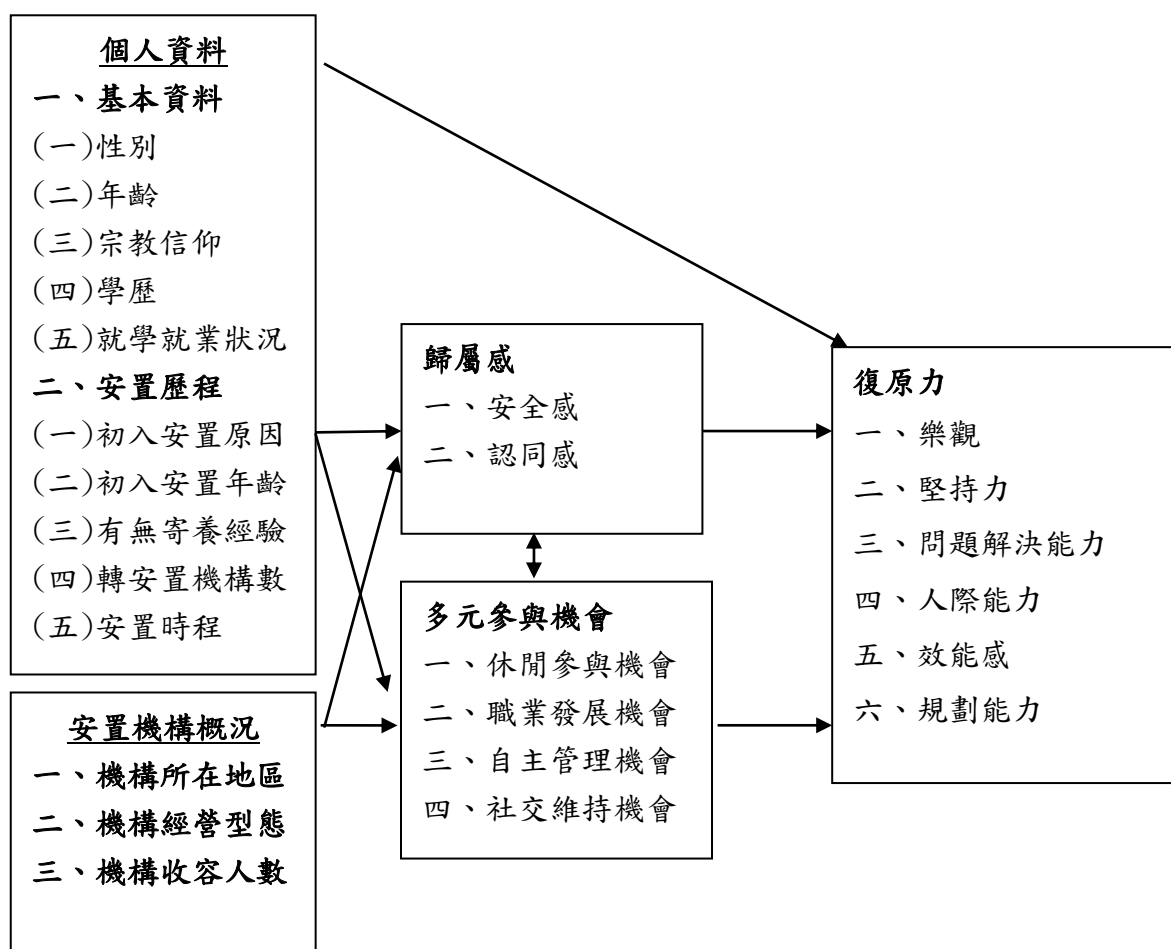 個人資料
一、基本資料
(一)性別
(二)年齡
(三)宗教信仰
(四)學歷
(五)就學就業狀況
二、安置歷程
(一)初入安置原因
(二)初入安置年齡
(三)有無寄養經驗
(四)轉安置機構數
(五)安置時程
安置機構概況
一、機構所在地區
二、機構經營型態
三、機構收容人數
歸屬感
一、安全感
二、認同感
多元參與機會
一、休閒參與機會
二、職業發展機會
三、自主管理機會
四、社交維持機會
復原力
一、樂觀
二、堅持力
三、問題解決能力
四、人際能力
五、效能感
六、規劃能力